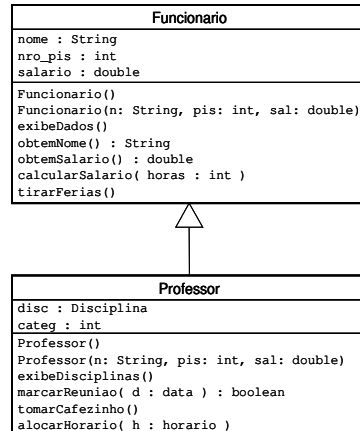 Funcionario
nome : String
nro_pis : int
salario : double
Funcionario()
Funcionario(n: String, pis: int, sal: double)
exibeDados()
obtemNome() : String
obtemSalario() : double
calcularSalario( horas : int )
tirarFerias()
Professor
disc : Disciplina
categ : int
Professor()
Professor(n: String, pis: int, sal: double)
exibeDisciplinas()
marcarReuniao( d : data ) : boolean
tomarCafezinho()
alocarHorario( h : horario )